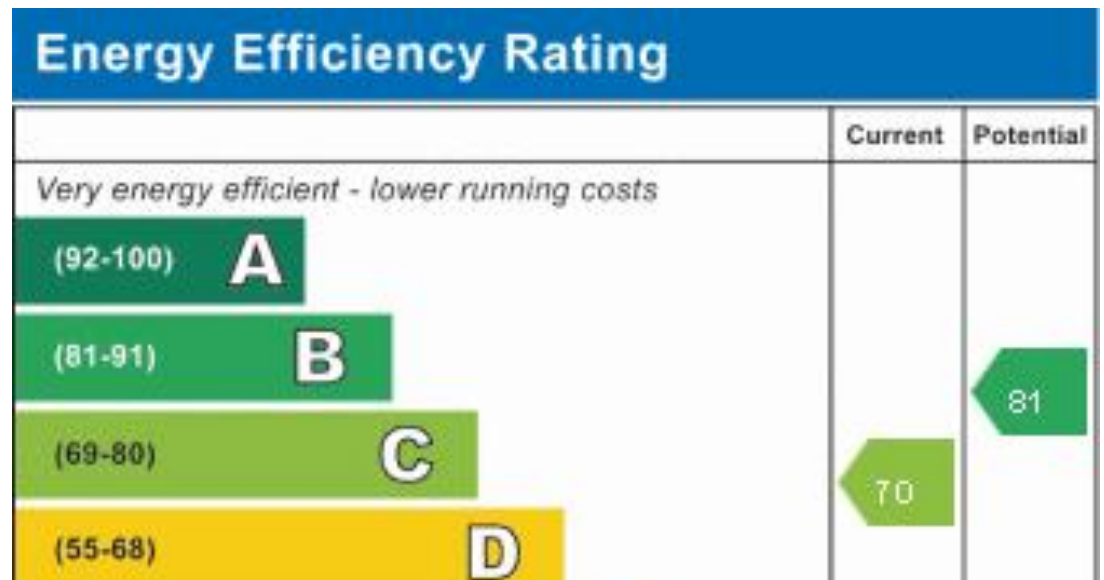 Energy Efficiency Rating
Current Potential
Very energy efficient - lower running costs
(92-100) A
(81-91) B
81
(69-80) C
70
(55-68) D